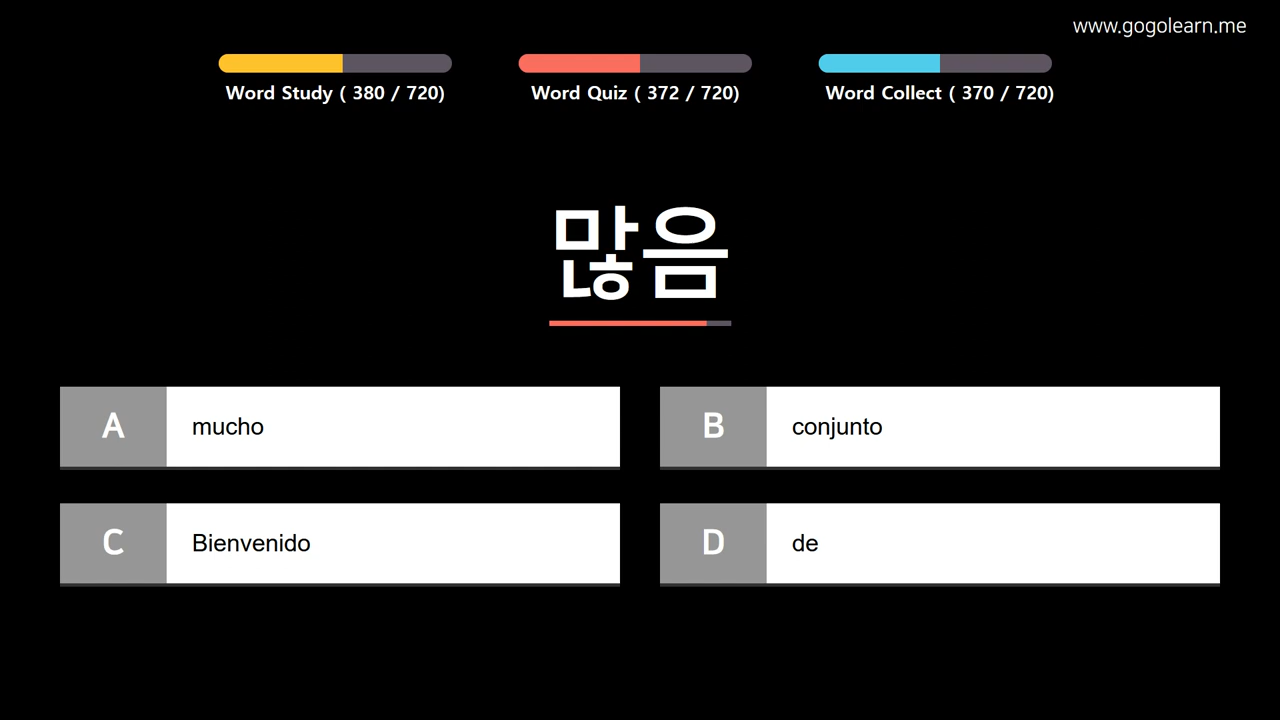 www.gogolearn.me
Word Study ( 380 / 720)
Word Quiz ( 372 / 720)
Word Collect ( 370 / 720)
많음
A mucho
B conjunto
C Bienvenido
D de